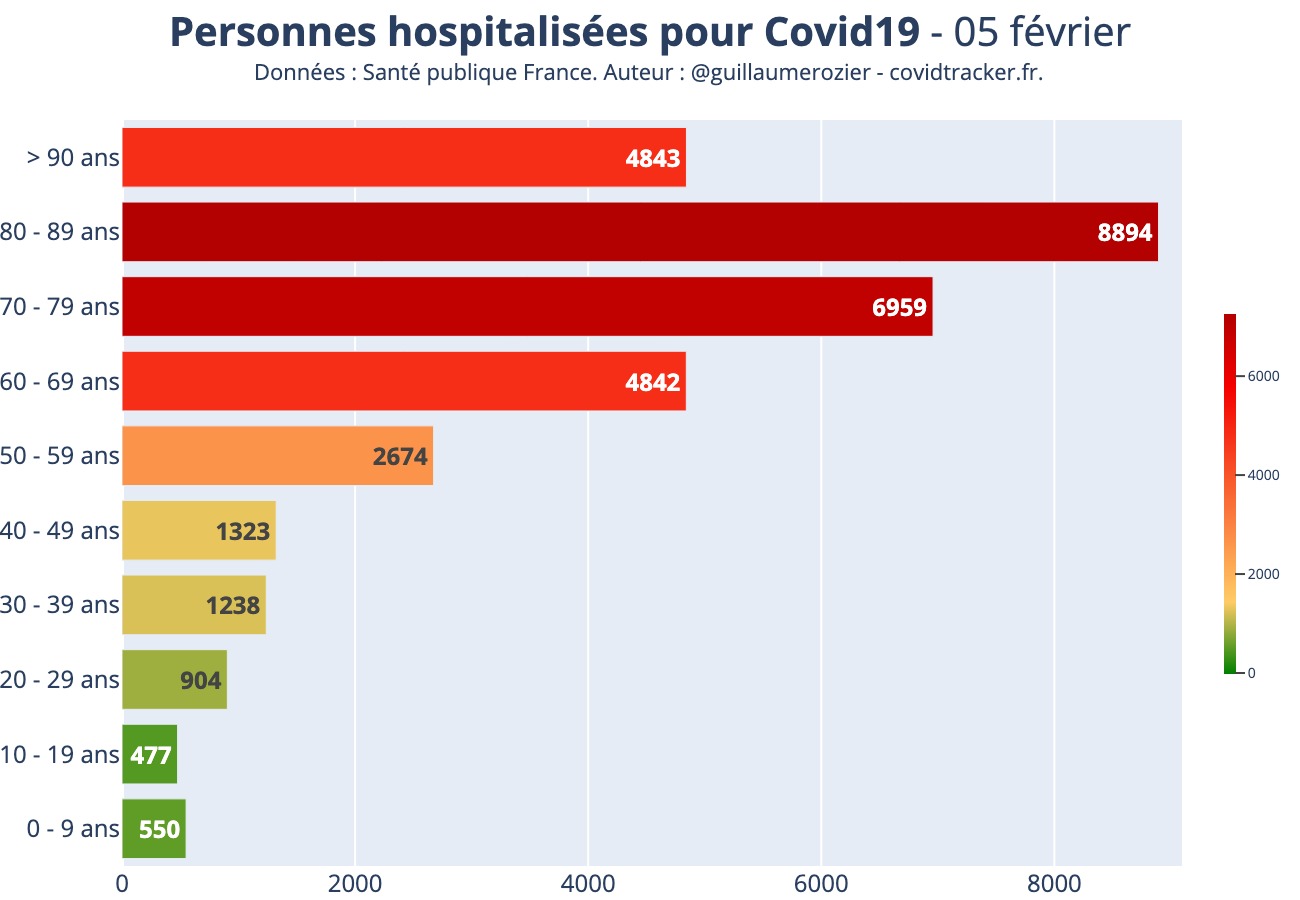 Personnes hospitalisées pour Covid19 - 05 février
Données : Santé publique France. Auteur : @guillaumerozier - covidtracker.fr.
> 90 ans 4843
80 - 89 ans 8894
70 - 79 ans 6959
60 - 69 ans 4842
50 - 59 ans 2674
40 - 49 ans 1323
30 - 39 ans 1238
20 - 29 ans 904
10 - 19 ans 477
0 - 9 ans 550
0 2000 4000 6000 8000
6000
4000
2000
0